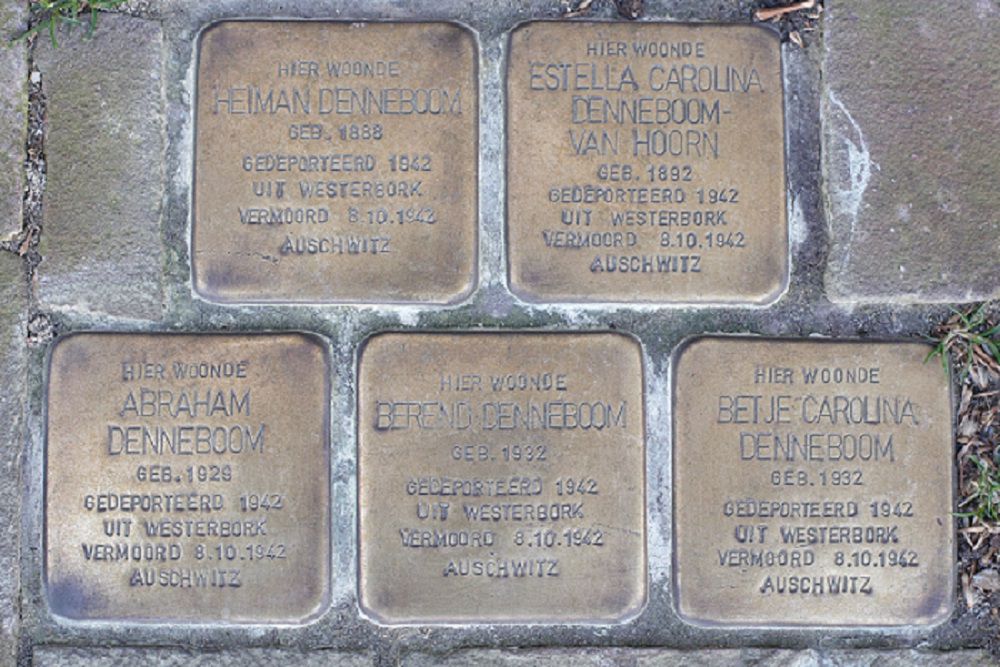 HIER WOONDE
HEIMAN DENNEBOOM
GEB. 1888
GEDEPORTEERD 1942
UIT WESTERBORK
VERMOORD 8.10.1942
AUSCHWITZ
HIER WOONDE
ESTELLA CAROLINA
DENNEBOOM-
VAN HOORN
GEB. 1892
GEDEPORTEERD 1942
UIT WESTERBORK
VERMOORD 8.10.1942
AUSCHWITZ
HIER WOONDE
ABRAHAM
DENNEBOOM
GEB. 1929
GEDEPORTEERD 1942
UIT WESTERBORK
VERMOORD 8.10.1942
AUSCHWITZ
HIER WOONDE
BEREND DENNEBOOM
GEB. 1932
GEDEPORTEERD 1942
UIT WESTERBORK
VERMOORD 8.10.1942
AUSCHWITZ
HIER WOONDE
BETJE CAROLINA
DENNEBOOM
GEB. 1932
GEDEPORTEERD 1942
UIT WESTERBORK
VERMOORD 8.10.1942
AUSCHWITZ